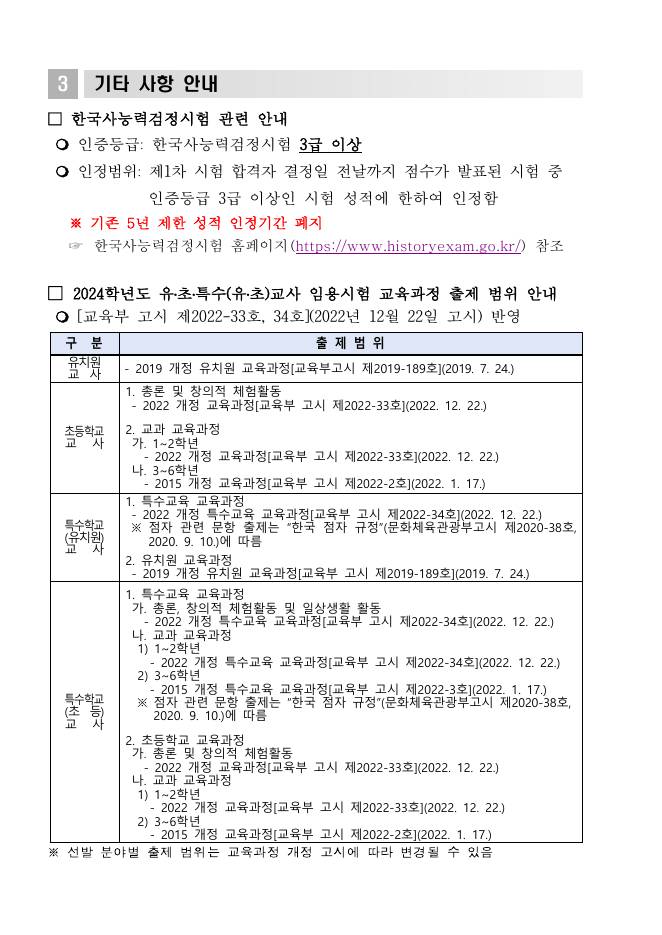 3 기타 사항 안내
□ 한국사능력검정시험 관련 안내
❍ 인증등급: 한국사능력검정시험 3급 이상
❍ 인정범위: 제1차 시험 합격자 결정일 전날까지 점수가 발표된 시험 중
인증등급 3급 이상인 시험 성적에 한하여 인정함
※ 기존 5년 제한 성적 인정기간 폐지
☞ 한국사능력검정시험 홈페이지(https://www.historyexam.go.kr/) 참조
□ 2024학년도 유·초·특수(유·초)교사 임용시험 교육과정 출제 범위 안내
❍ [교육부 고시 제2022-33호, 34호](2022년 12월 22일 고시) 반영
구 분 출 제 범 위
유치원
교 사
- 2019 개정 유치원 교육과정[교육부고시 제2019-189호](2019. 7. 24.)
초등학교
교 사
1. 총론 및 창의적 체험활동
- 2022 개정 교육과정[교육부 고시 제2022-33호](2022. 12. 22.)
2. 교과 교육과정
가. 1~2학년
- 2022 개정 교육과정[교육부 고시 제2022-33호](2022. 12. 22.)
나. 3~6학년
- 2015 개정 교육과정[교육부 고시 제2022-2호](2022. 1. 17.)
특수학교
(유치원)
교 사
1. 특수교육 교육과정
- 2022 개정 특수교육 교육과정[교육부 고시 제2022-34호](2022. 12. 22.)
※ 점자 관련 문항 출제는 “한국 점자 규정”(문화체육관광부고시 제2020-38호,
2020. 9. 10.)에 따름
2. 유치원 교육과정
- 2019 개정 유치원 교육과정[교육부고시 제2019-189호](2019. 7. 24.)
특수학교
(초 등)
교 사
1. 특수교육 교육과정
가. 총론, 창의적 체험활동 및 일상생활 활동
- 2022 개정 특수교육 교육과정[교육부 고시 제2022-34호](2022. 12. 22.)
나. 교과 교육과정
1) 1~2학년
- 2022 개정 특수교육 교육과정[교육부 고시 제2022-34호](2022. 12. 22.)
2) 3~6학년
- 2015 개정 특수교육 교육과정[교육부 고시 제2022-3호](2022. 1. 17.)
※ 점자 관련 문항 출제는 “한국 점자 규정”(문화체육관광부고시 제2020-38호,
2020. 9. 10.)에 따름
2. 초등학교 교육과정
가. 총론 및 창의적 체험활동
- 2022 개정 교육과정[교육부 고시 제2022-33호](2022. 12. 22.)
나. 교과 교육과정
1) 1~2학년
- 2022 개정 교육과정[교육부 고시 제2022-33호](2022. 12. 22.)
2) 3~6학년
- 2015 개정 교육과정[교육부 고시 제2022-2호](2022. 1. 17.)
※ 선발 분야별 출제 범위는 교육과정 개정 고시에 따라 변경될 수 있음